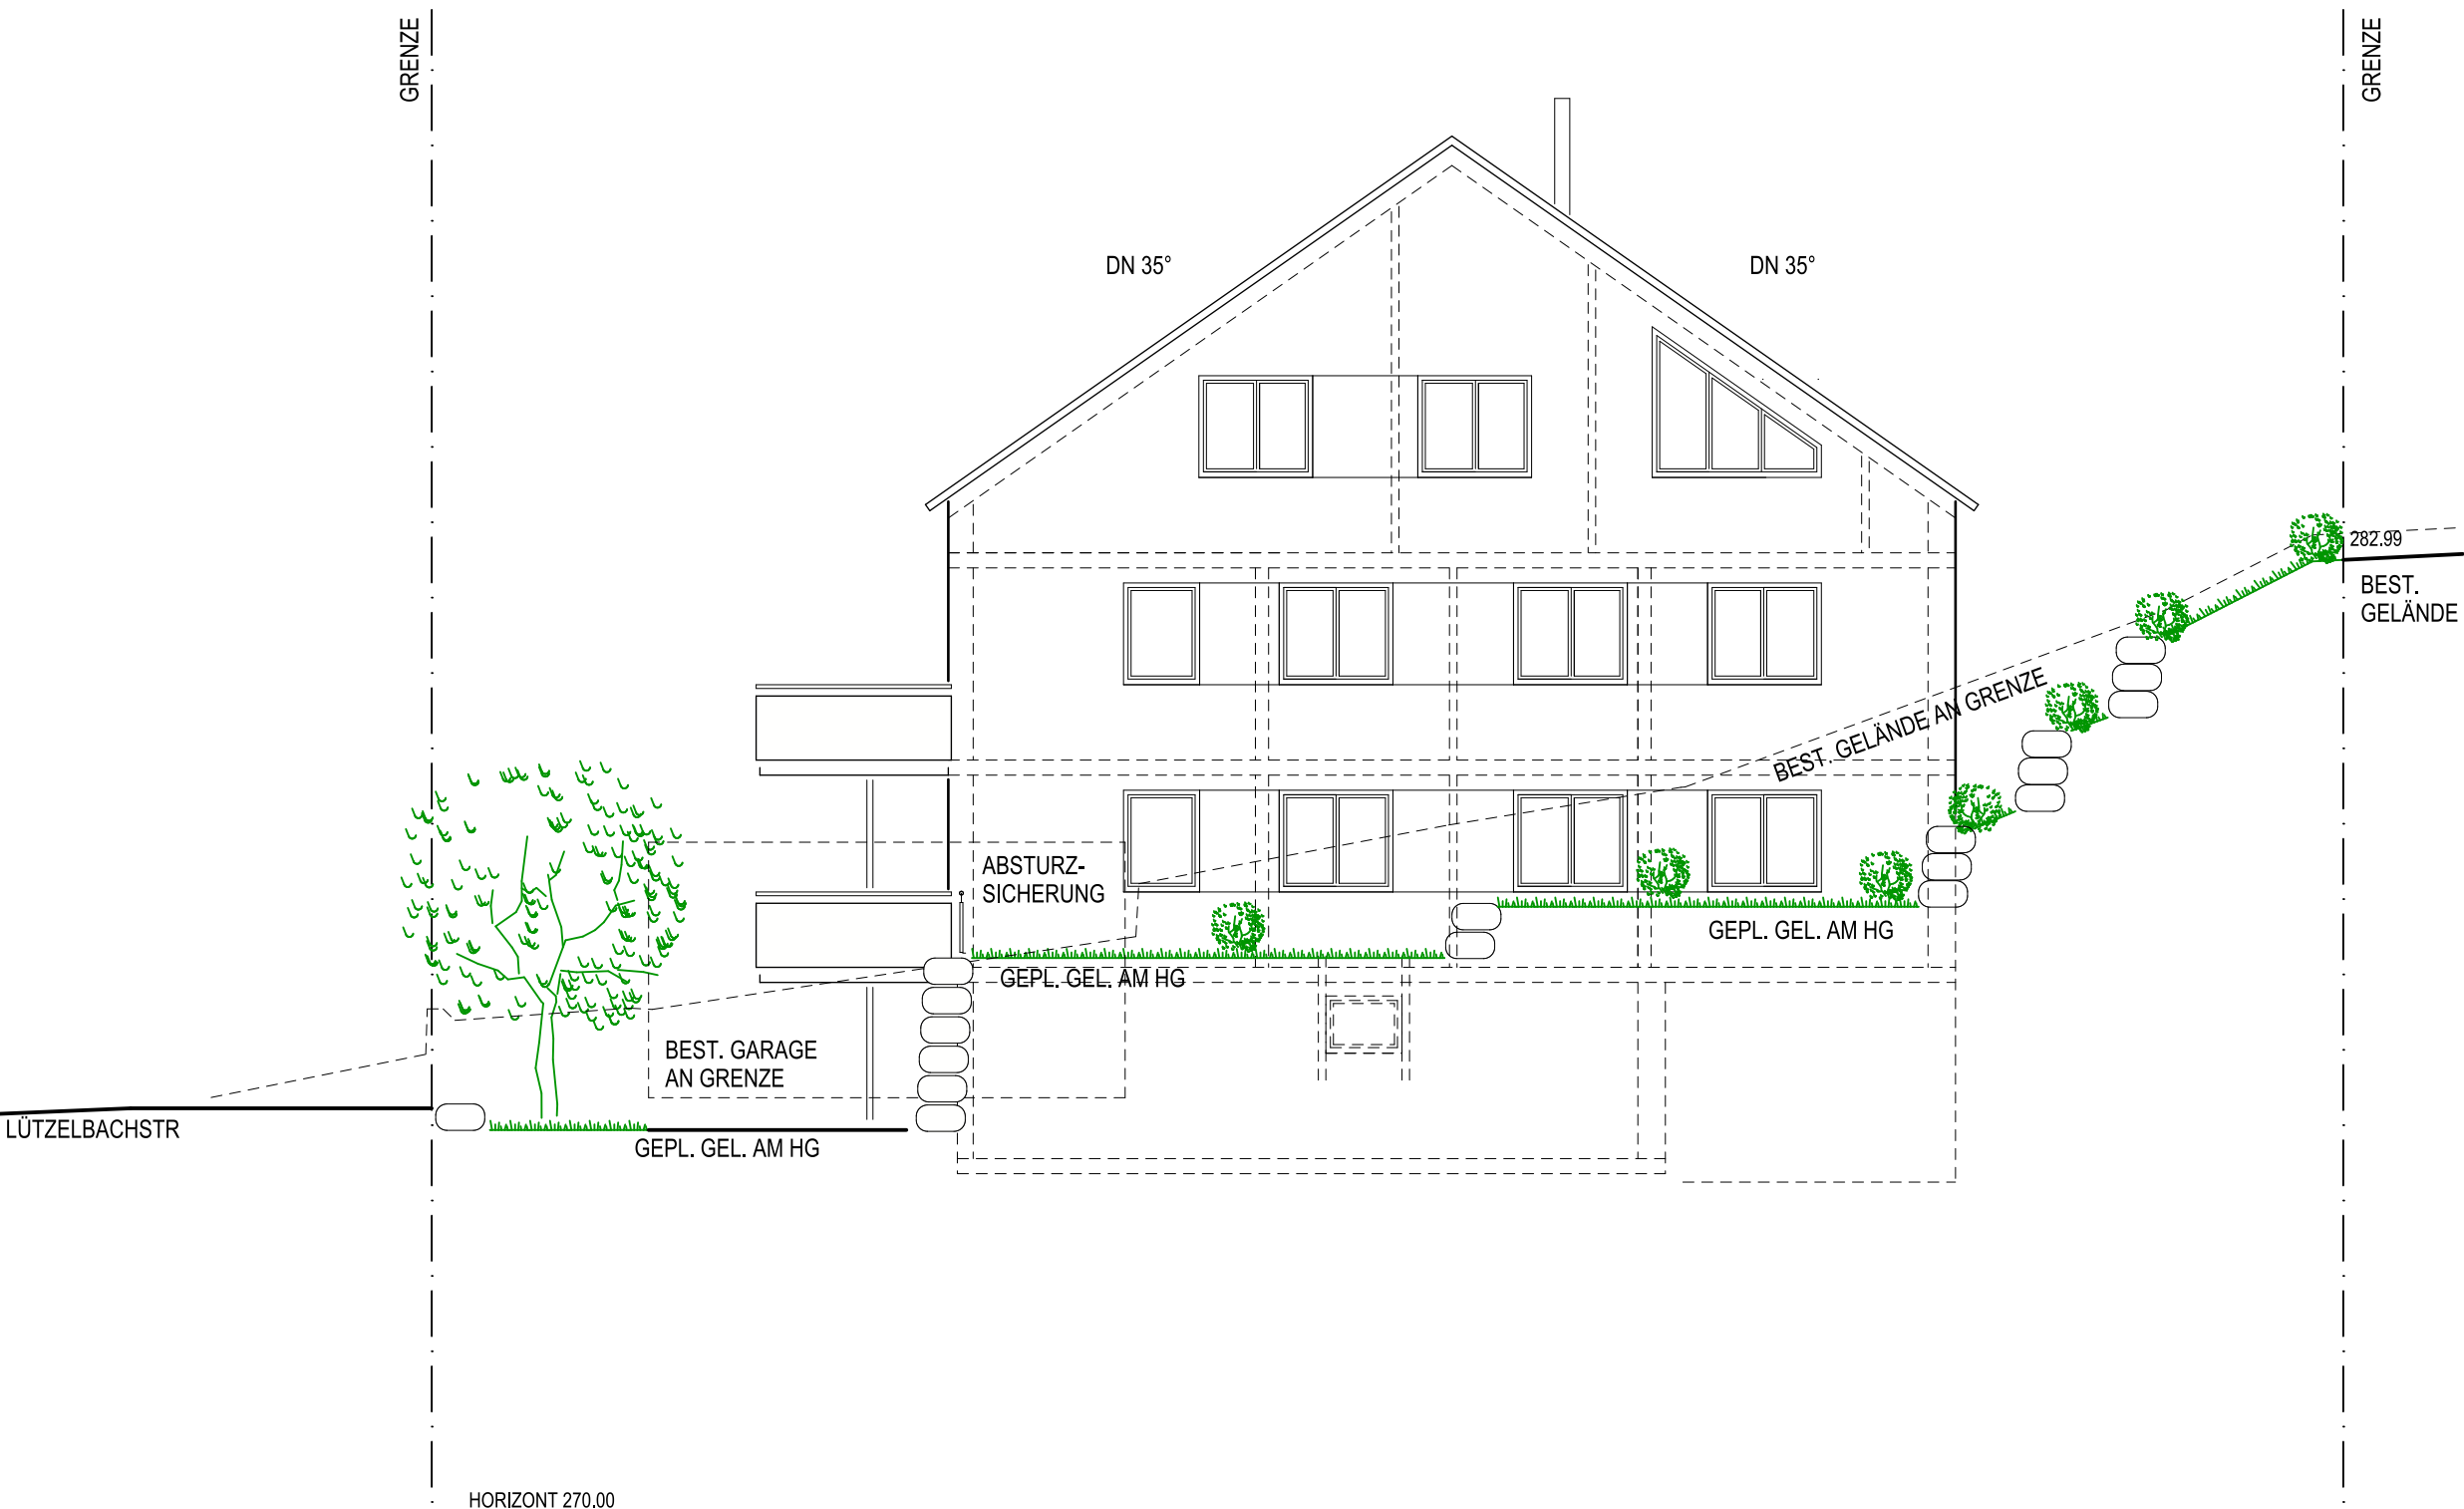 GRENZE
GRENZE
DN 35°
DN 35°
282.99
BEST.
GELÄNDE
BEST. GELÄNDE AN GRENZE
ABSTURZ-
SICHERUNG
GEPL. GEL. AM HG
GEPL. GEL. AM HG
BEST. GARAGE
AN GRENZE
LÜTZELBACHSTR
GEPL. GEL. AM HG
HORIZONT 270.00